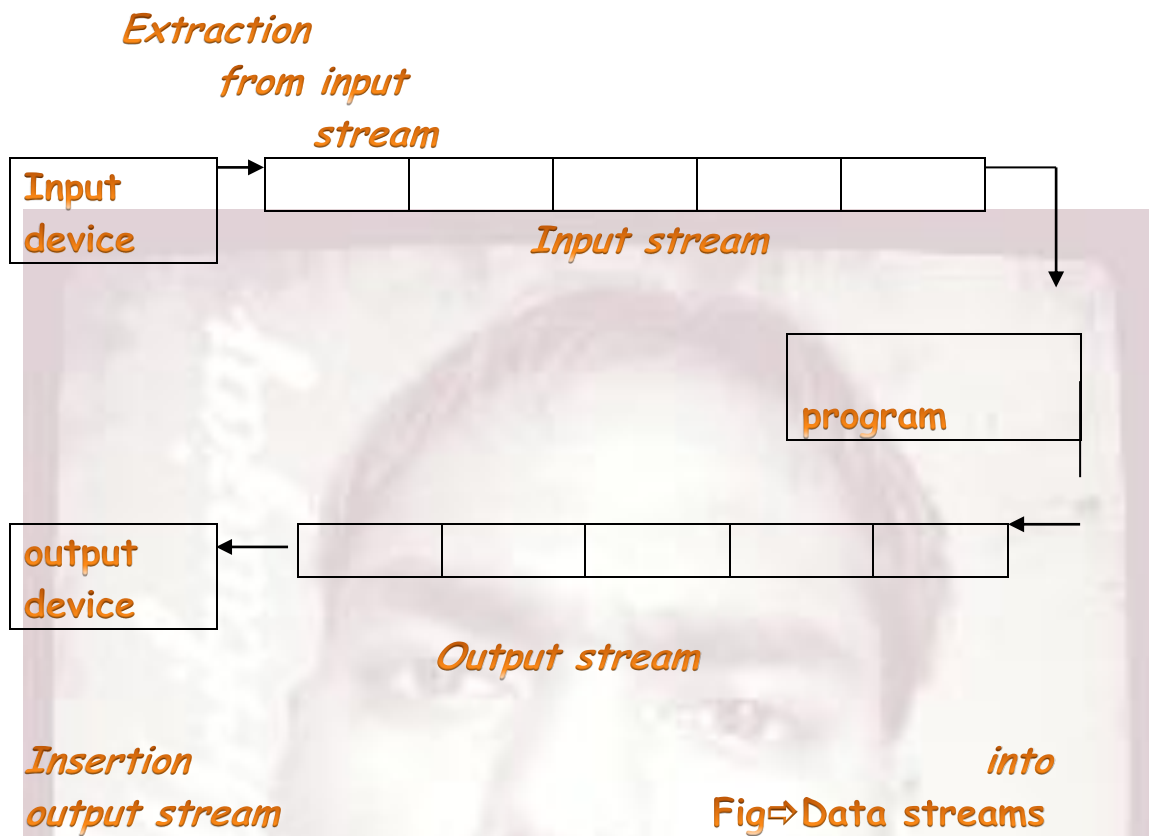 Extraction
from input
stream
Input
device
Input stream
program
output
device
Output stream
Insertion into
output stream
Fig⇨Data streams